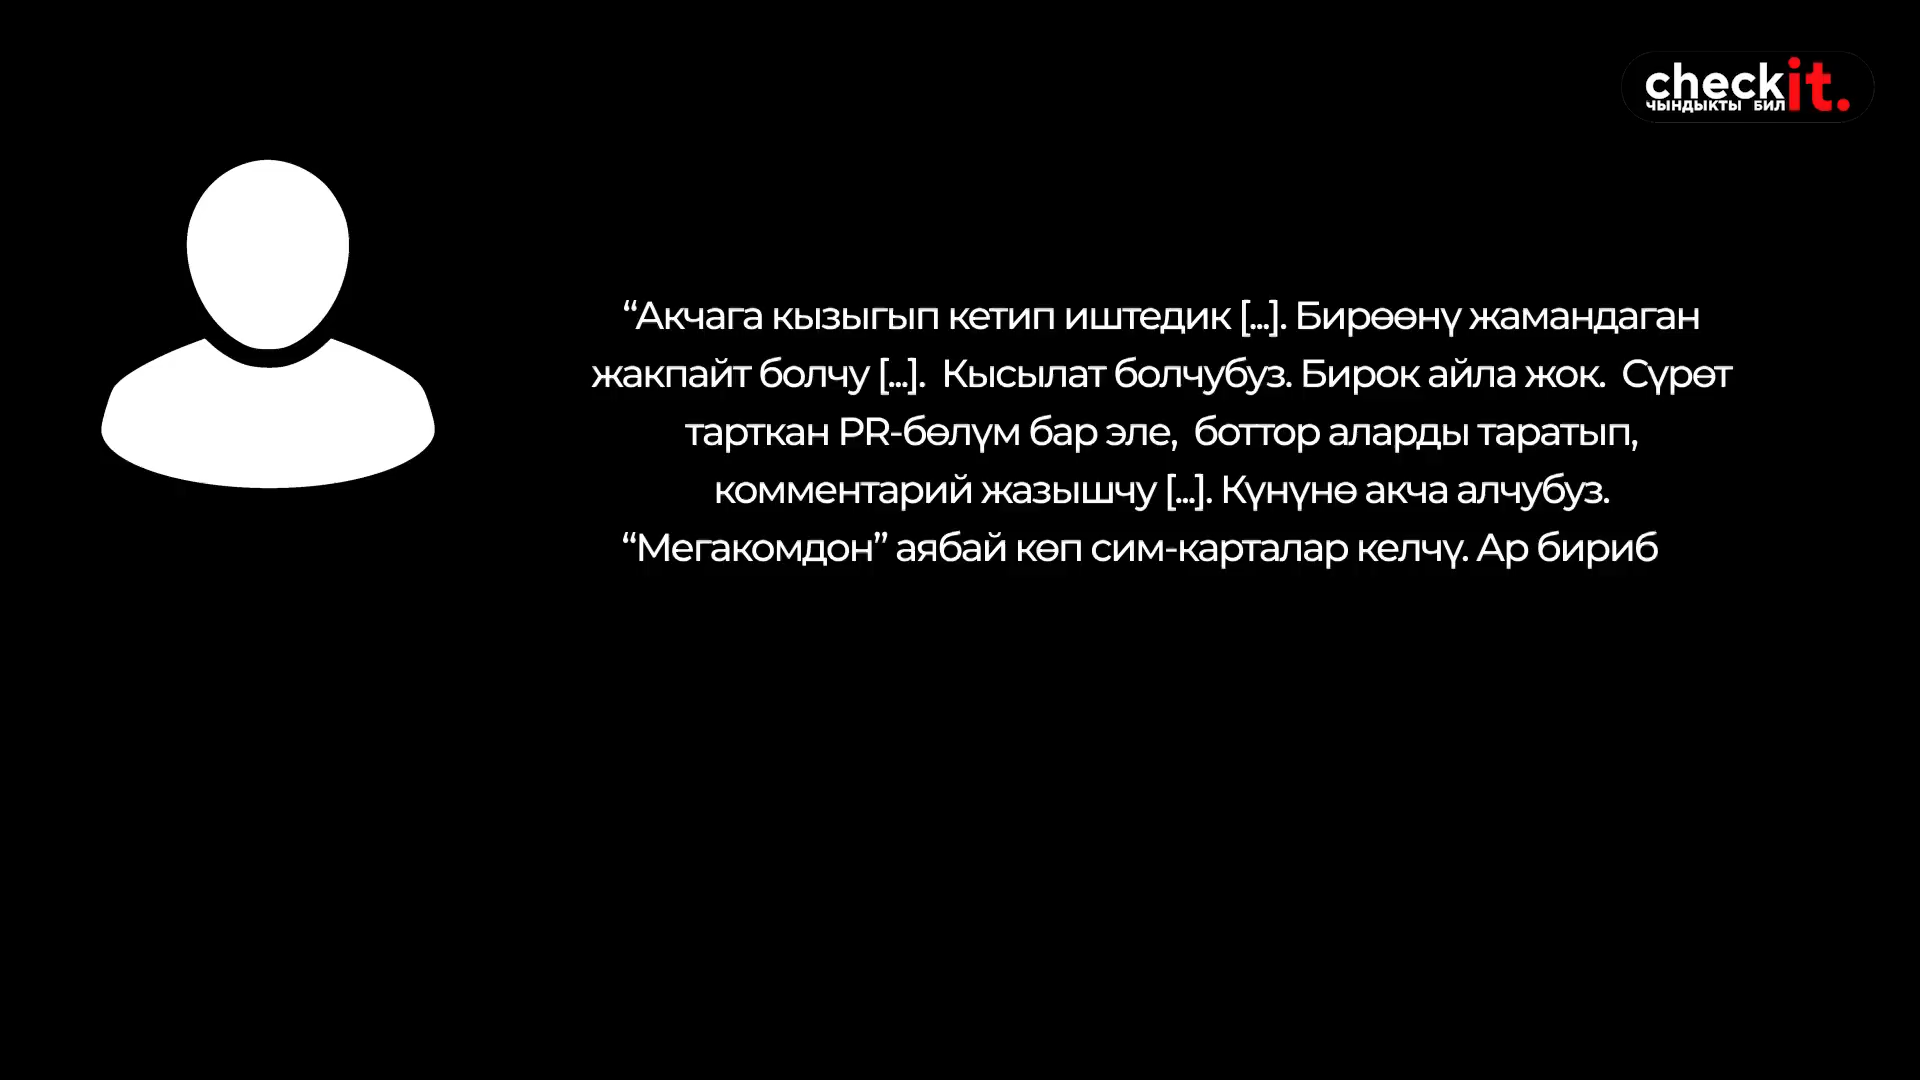 checkit.
ЧЫНДЫКТЫ БИЛ
“Акчага кызыгып кетип иштедик [...]. Бирөөнү жамандаган
жакпайт болчу [...]. Кысылат болчубуз. Бирок айла жок. Сүрөт
тарткан PR-бөлүм бар эле, боттор аларды таратып,
комментарий жазышчу [...]. Күнүнө акча алчубуз.
“Мегакомдон” аябай көп сим-карталар келчү. Ар бириб